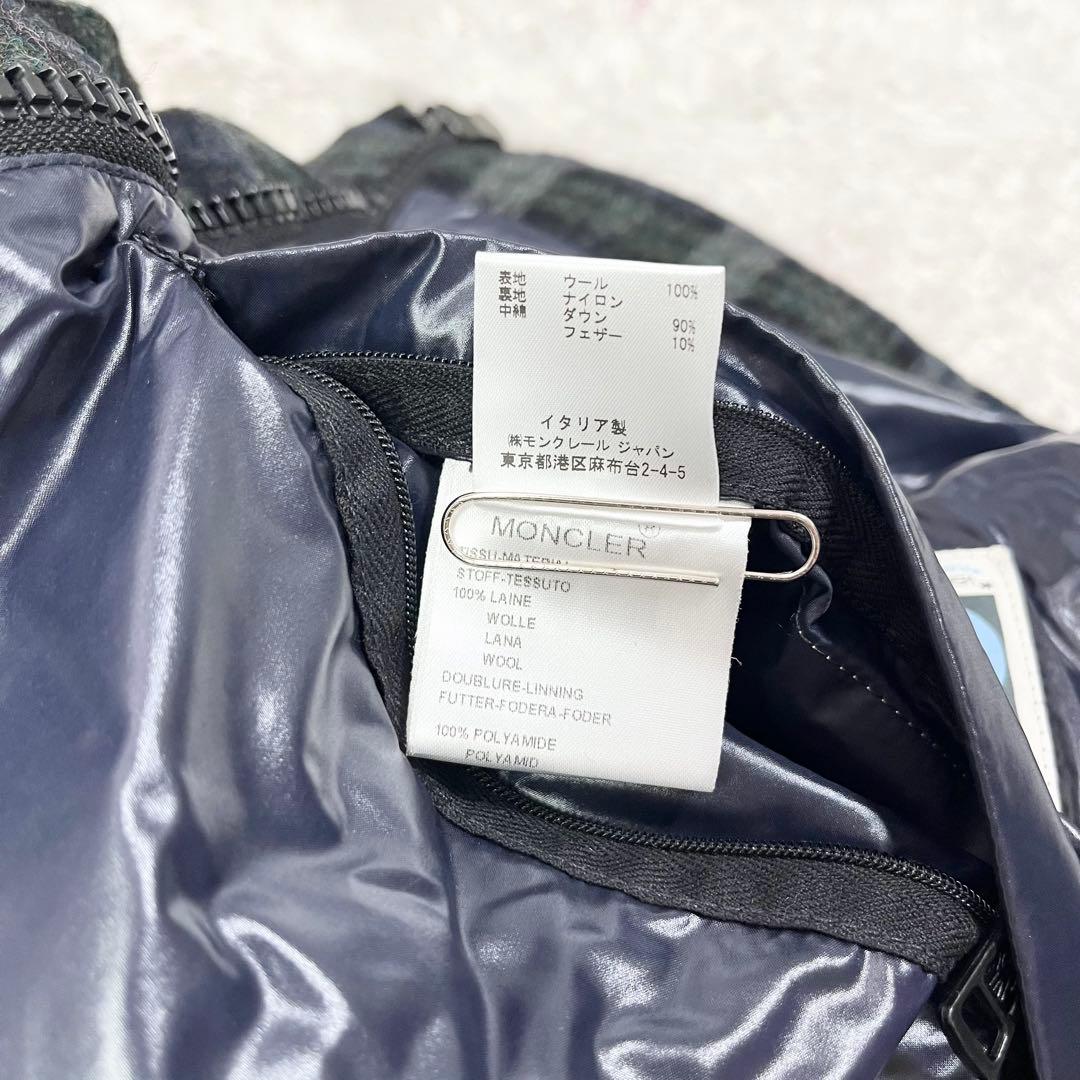 表地 ウール 100%
裏地 ナイロン
中綿 ダウン 90%
フェザー 10%
イタリア製
㈱モンクレール ジャパン
東京都港区麻布台2-4-5
MONCLER®
TISSU-MATERIAL
STOFF-TESSUTO
100% LAINE
WOLLE
LANA
WOOL
DOUBLURE-LINNING
FUTTER-FODERA-FODER
100% POLYAMIDE
POLYAMID